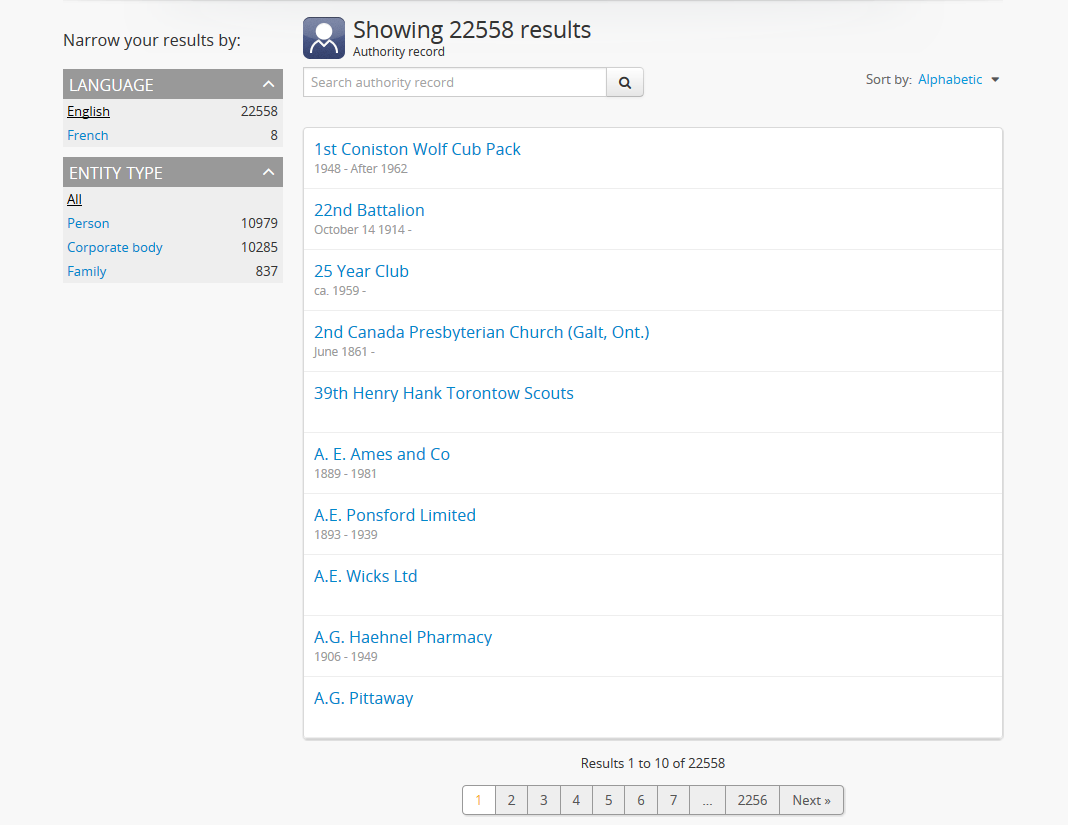 Narrow your results by:
LANGUAGE
English 22558
French 8
ENTITY TYPE
All
Person 10979
Corporate body 10285
Family 837
Showing 22558 results
Authority record
Search authority record
Sort by: Alphabetic
1st Coniston Wolf Cub Pack
1948 - After 1962
22nd Battalion
October 14 1914 -
25 Year Club
ca. 1959 -
2nd Canada Presbyterian Church (Galt, Ont.)
June 1861 -
39th Henry Hank Torontow Scouts
A. E. Ames and Co
1889 - 1981
A.E. Ponsford Limited
1893 - 1939
A.E. Wicks Ltd
A.G. Haehnel Pharmacy
1906 - 1949
A.G. Pittaway
Results 1 to 10 of 22558
1 2 3 4 5 6 7 ... 2256 Next »